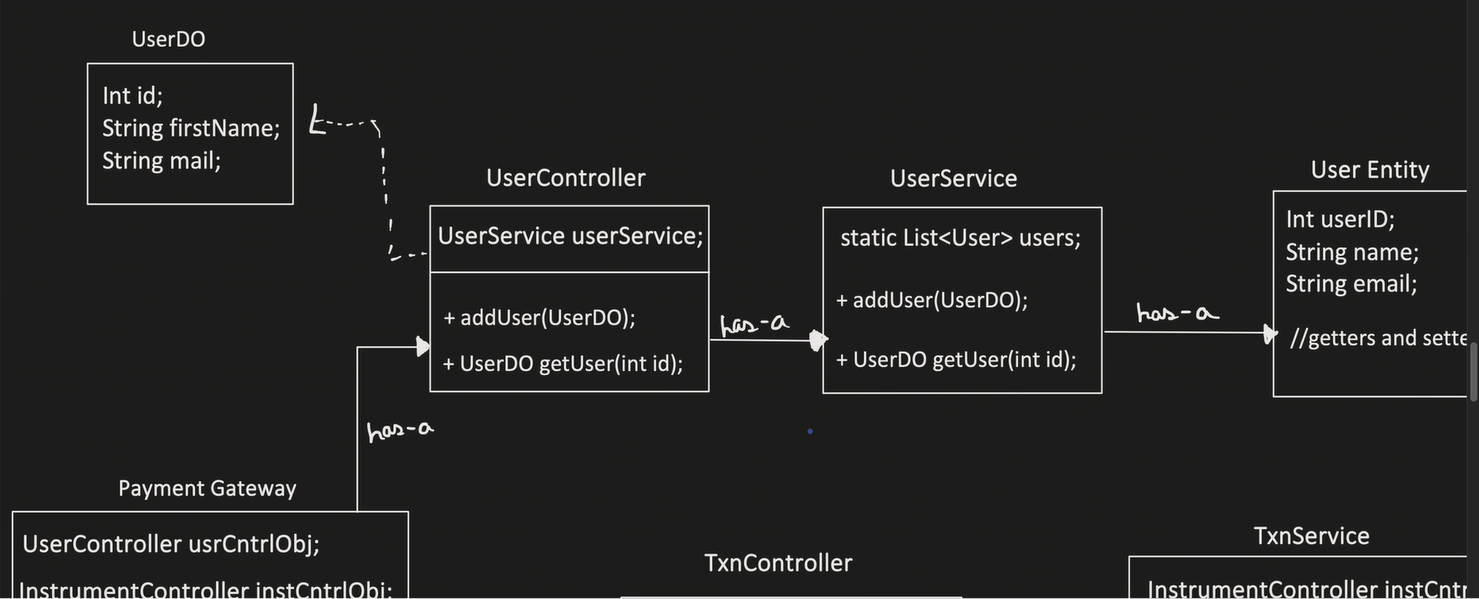 UserDO
Int id;
String firstName;
String mail;
UserController
UserService userService;
+ addUser(UserDO);
+ UserDO getUser(int id);
has-a
UserService
static List<User> users;
+ addUser(UserDO);
+ UserDO getUser(int id);
has-a
User Entity
Int userID;
String name;
String email;
//getters and sette
has-a
Payment Gateway
UserController usrCntrlObj;
InstrumentController instCntrlObj;
TxnController
TxnService
InstrumentController instCntr